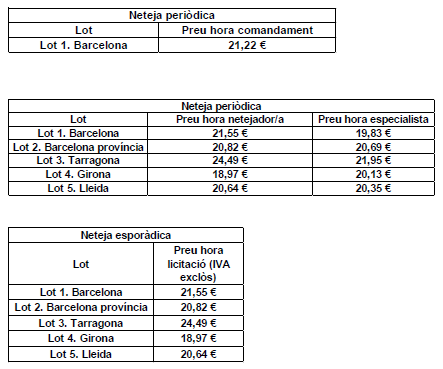 Neteja periòdica
Lot Preu hora comandament
Lot 1. Barcelona 21,22 €
Neteja periòdica
Lot Preu hora netejador/a Preu hora especialista
Lot 1. Barcelona 21,55 € 19,83 €
Lot 2. Barcelona província 20,82 € 20,69 €
Lot 3. Tarragona 24,49 € 21,95 €
Lot 4. Girona 18,97 € 20,13 €
Lot 5. Lleida 20,64 € 20,35 €
Neteja esporàdica
Lot Preu hora
licitació (IVA
exclòs)
Lot 1. Barcelona 21,55 €
Lot 2. Barcelona província 20,82 €
Lot 3. Tarragona 24,49 €
Lot 4. Girona 18,97 €
Lot 5. Lleida 20,64 €